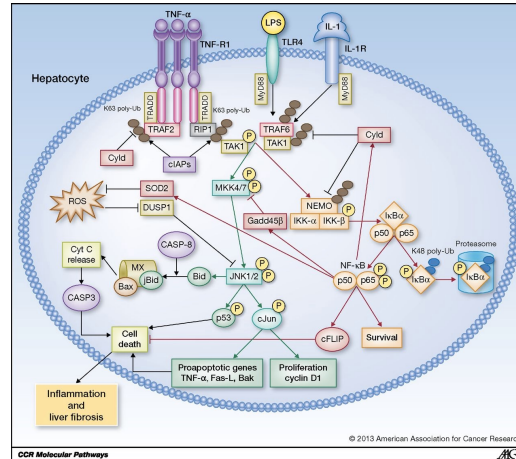 TNF-α
TNF-R1
LPS
TLR4
IL-1
IL-1R
Hepatocyte
MyD88
MyD88
TRADD
TRADD
K63 poly-Ub
K63 poly-Ub
TRAF2
RIP1
TRAF6
TAK1
TAK1
P
Cyld
cIAPs
Cyld
MKK4/7
P
P
NEMO
IKK-α
IKK-β
P
ROS
SOD2
DUSP1
Gadd45β
IκBα
p50
p65
K48 poly-Ub
Proteasome
CASP-8
Cyt C
release
MX
Bax
jBid
Bid
JNK1/2
P
P
NF-κB
p50
p65
P
P
P
IκBα
P
IκBα
CASP3
p53
P
cJun
P
P
Cell
death
cFLIP
Survival
Proapoptotic genes
TNF-α, Fas-L, Bak
Proliferation
cyclin D1
Inflammation
and
liver fibrosis
© 2013 American Association for Cancer Research
CCR Molecular Pathways